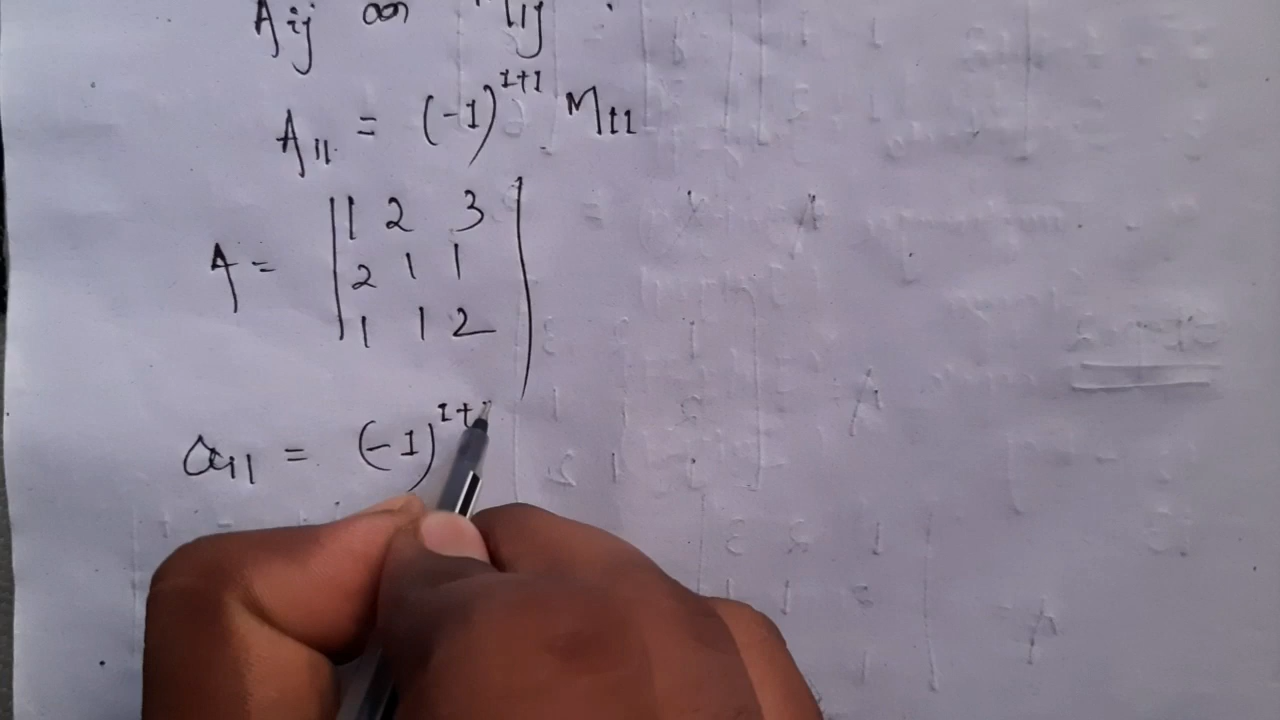 Aij or Mij.
A11 = (-1)^1+1 M11
A = | 1 2 3 |
2 1 1
1 1 2
a11 = (-1)^1+